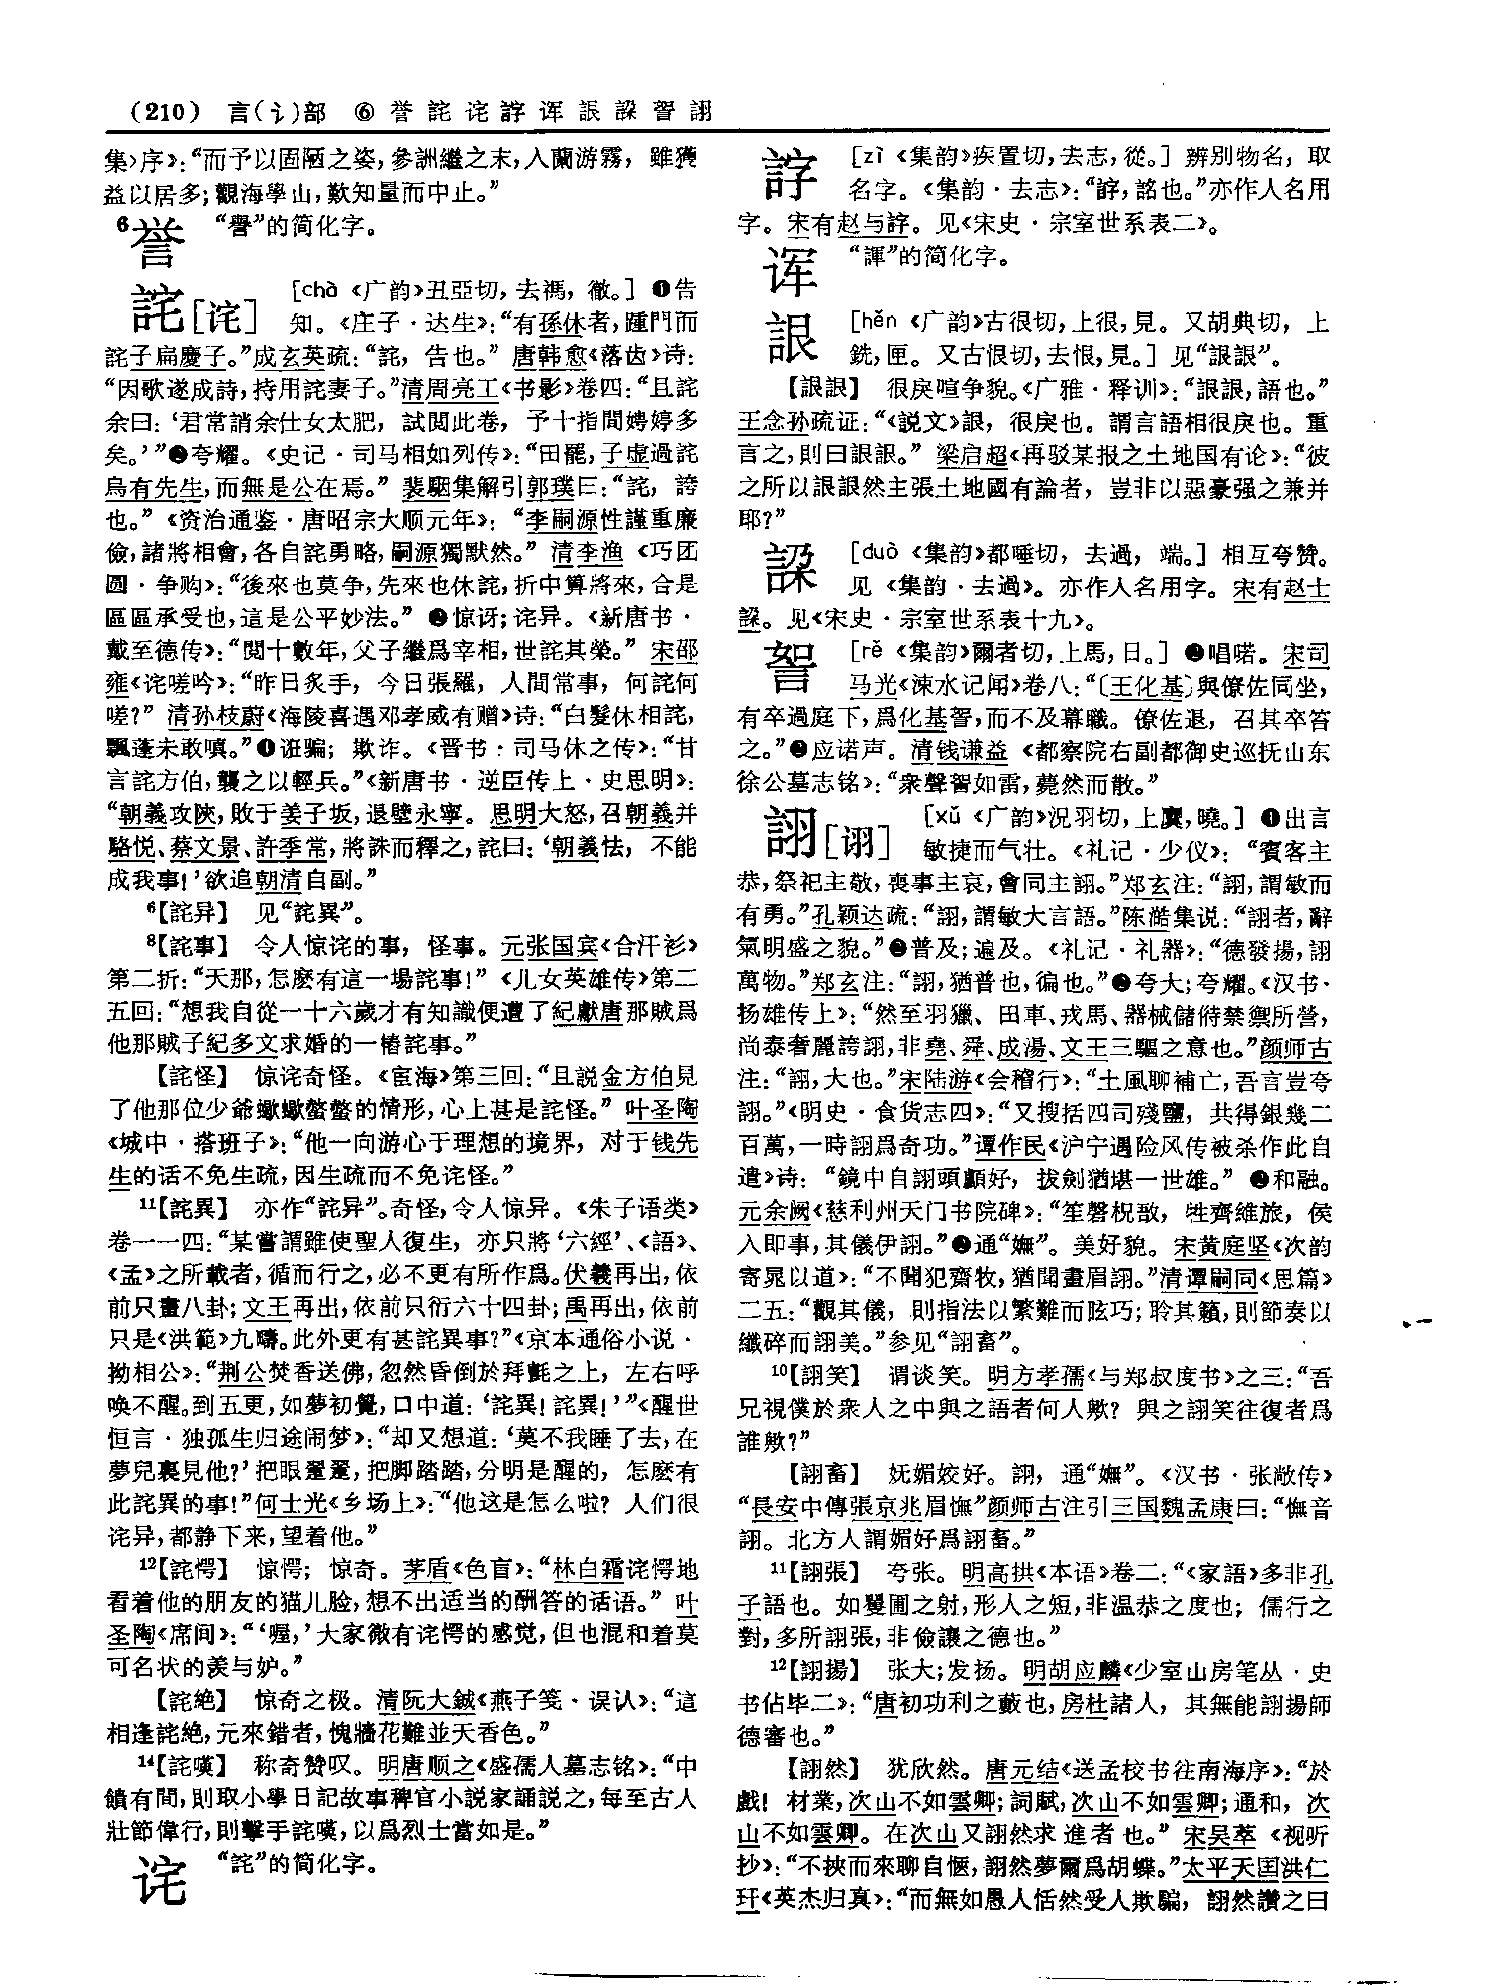 (210) 言(讠)部 ⑥ 誉 詫 诧 誶 诨 詪 𧨐 䛾 詡
集〉序》：“而予以固陋之姿，參詶繼之末，入蘭游霧，雖獲
益以居多；觀海學山，歎知量而中止。”
⁶誉 “譽”的简化字。
詫[诧] [chà 《广韵》丑亞切，去禡，徹。] ❶告
知。《庄子·达生》：“有孫休者，踵門而
詫子扁慶子。”成玄英疏：“詫，告也。”唐韩愈《落齿》诗：
“因歌遂成詩，持用詫妻子。”清周亮工《书影》卷四：“且詫
余曰：‘君常誚余仕女太肥，試閲此卷，予十指間娉婷多
矣。’”❷夸耀。《史记·司马相如列传》：“田罷，子虚過詫
烏有先生，而無是公在焉。”裴駰集解引郭璞曰：“詫，誇
也。”《资治通鉴·唐昭宗大顺元年》：“李嗣源性謹重廉
儉，諸將相會，各自詫勇略，嗣源獨默然。”清李渔《巧团
圆·争购》：“後來也莫争，先來也休詫，折中算將來，合是
區區承受也，這是公平妙法。”❸惊讶；诧异。《新唐书·
戴至德传》：“閲十數年，父子繼爲宰相，世詫其榮。”宋邵
雍《诧嗟吟》：“昨日炙手，今日張羅，人間常事，何詫何
嗟？”清孙枝蔚《海陵喜遇邓孝威有赠》诗：“白髮休相詫，
飄蓬未敢嗔。”❹诳骗；欺诈。《晋书：司马休之传》：“甘
言詫方伯，襲之以輕兵。”《新唐书·逆臣传上·史思明》：
“朝義攻陝，敗于姜子坂，退壁永寧。思明大怒，召朝義并
駱悦、蔡文景、許季常，將誅而釋之，詫曰：‘朝義怯，不能
成我事！’欲追朝清自副。”
⁶【詫异】 见“詫異”。
⁸【詫事】 令人惊诧的事，怪事。元张国宾《合汗衫》
第二折：“天那，怎麽有這一場詫事！”《儿女英雄传》第二
五回：“想我自從一十六歲才有知識便遭了紀獻唐那賊爲
他那賊子紀多文求婚的一樁詫事。”
【詫怪】 惊诧奇怪。《宦海》第三回：“且説金方伯見
了他那位少爺蠍蠍螫螫的情形，心上甚是詫怪。”叶圣陶
《城中·搭班子》：“他一向游心于理想的境界，对于钱先
生的话不免生疏，因生疏而不免诧怪。”
¹¹【詫異】 亦作“詫异”。奇怪，令人惊异。《朱子语类》
卷一一四：“某嘗謂雖使聖人復生，亦只將‘六經’、《語》、
《孟》之所載者，循而行之，必不更有所作爲。伏羲再出，依
前只畫八卦；文王再出，依前只衍六十四卦；禹再出，依前
只是《洪範》九疇。此外更有甚詫異事？”《京本通俗小说·
拗相公》：“荆公焚香送佛，忽然昏倒於拜氈之上，左右呼
唤不醒。到五更，如夢初覺，口中道：‘詫異！詫異！’”《醒世
恒言·独孤生归途闹梦》：“却又想道：‘莫不我睡了去，在
夢兒裏見他？’把眼䁪䁪，把脚踏踏，分明是醒的，怎麽有
此詫異的事！”何士光《乡场上》：“他这是怎么啦？人们很
诧异，都静下来，望着他。”
¹²【詫愕】 惊愕；惊奇。茅盾《色盲》：“林白霜诧愕地
看着他的朋友的猫儿脸，想不出适当的酬答的话语。”叶
圣陶《席间》：“‘喔，’大家微有诧愕的感觉，但也混和着莫
可名状的羡与妒。”
【詫絶】 惊奇之极。清阮大鋮《燕子笺·误认》：“這
相逢詫絶，元來錯者，愧牆花難並天香色。”
¹⁴【詫嘆】 称奇赞叹。明唐顺之《盛孺人墓志铭》：“中
饋有間，則取小學日記故事稗官小説家誦説之，每至古人
壯節偉行，則擊手詫嘆，以爲烈士當如是。”
诧 “詫”的简化字。
䛨 [zì 《集韵》疾置切，去志，從。] 辨别物名，取
名字。《集韵·去志》：“䛨，詺也。”亦作人名用
字。宋有赵与䛨。见《宋史·宗室世系表二》。
诨 “諢”的简化字。
詪 [hěn 《广韵》古很切，上很，見。又胡典切，上
銑，匣。又古恨切，去恨，見。] 见“詪詪”。
【詪詪】 很戾喧争貌。《广雅·释训》：“詪詪，語也。”
王念孙疏证：“《説文》詪，很戾也。謂言語相很戾也。重
言之，則曰詪詪。”梁启超《再驳某报之土地国有论》：“彼
之所以詪詪然主張土地國有論者，豈非以惡豪强之兼并
耶？”
[duò 《集韵》都唾切，去過，端。] 相互夸赞。
见《集韵·去過》。亦作人名用字。宋有赵士
。见《宋史·宗室世系表十九》。
[rě 《集韵》爾者切，上馬，日。] ❶唱喏。宋司
马光《涑水记闻》卷八：“〔王化基〕與僚佐同坐，
有卒過庭下，爲化基，而不及幕職。僚佐退，召其卒笞
之。”❷应诺声。清钱谦益《都察院右副都御史巡抚山东
徐公墓志铭》：“衆聲如雷，薨然而散。”
詡[诩] [xǔ 《广韵》况羽切，上麌，曉。] ❶出言
敏捷而气壮。《礼记·少仪》：“賓客主
恭，祭祀主敬，喪事主哀，會同主詡。”郑玄注：“詡，謂敏而
有勇。”孔颖达疏：“詡，謂敏大言語。”陈澔集说：“詡者，辭
氣明盛之貌。”❷普及；遍及。《礼记·礼器》：“德發揚，詡
萬物。”郑玄注：“詡，猶普也，徧也。”❸夸大；夸耀。《汉书·
扬雄传上》：“然至羽獵、田車、戎馬、器械儲偫禁禦所營，
尚泰奢麗誇詡，非堯、舜、成湯、文王三驅之意也。”颜师古
注：“詡，大也。”宋陆游《会稽行》：“土風聊補亡，吾言豈夸
詡。”《明史·食货志四》：“又搜括四司殘鹽，共得銀幾二
百萬，一時詡爲奇功。”谭作民《沪宁遇险风传被杀作此自
遣》诗：“鏡中自詡頭顱好，拔劍猶堪一世雄。”❹和融。
元余阙《慈利州天门书院碑》：“笙磬柷敔，牲齊維旅，侯
入即事，其儀伊詡。”❺通“嫵”。美好貌。宋黄庭坚《次韵
寄晁以道》：“不聞犯齋牧，猶聞畫眉詡。”清谭嗣同《思篇》
二五：“觀其儀，則指法以繁難而眩巧；聆其籟，則節奏以
纖碎而詡美。”参见“詡畜”。
¹⁰【詡笑】 谓谈笑。明方孝孺《与郑叔度书》之三：“吾
兄視僕於衆人之中與之語者何人歟？與之詡笑往復者爲
誰歟？”
【詡畜】 妩媚姣好。詡，通“嫵”。《汉书·张敞传》
“長安中傳張京兆眉憮”颜师古注引三国魏孟康曰：“憮音
詡。北方人謂媚好爲詡畜。”
¹¹【詡張】 夸张。明高拱《本语》卷二：“《家語》多非孔
子語也。如矍圃之射，形人之短，非温恭之度也；儒行之
對，多所詡張，非儉讓之德也。”
¹²【詡揚】 张大；发扬。明胡应麟《少室山房笔丛·史
书佔毕二》：“唐初功利之藪也，房杜諸人，其無能詡揚師
德審也。”
【詡然】 犹欣然。唐元结《送孟校书往南海序》：“於
戲！材業，次山不如雲卿；詞賦，次山不如雲卿；通和，次
山不如雲卿。在次山又詡然求進者也。”宋吴萃《视听
抄》：“不挾而來聊自愜，詡然夢爾爲胡蝶。”太平天囯洪仁
玕《英杰归真》：“而無如愚人恬然受人欺騙，詡然讚之曰